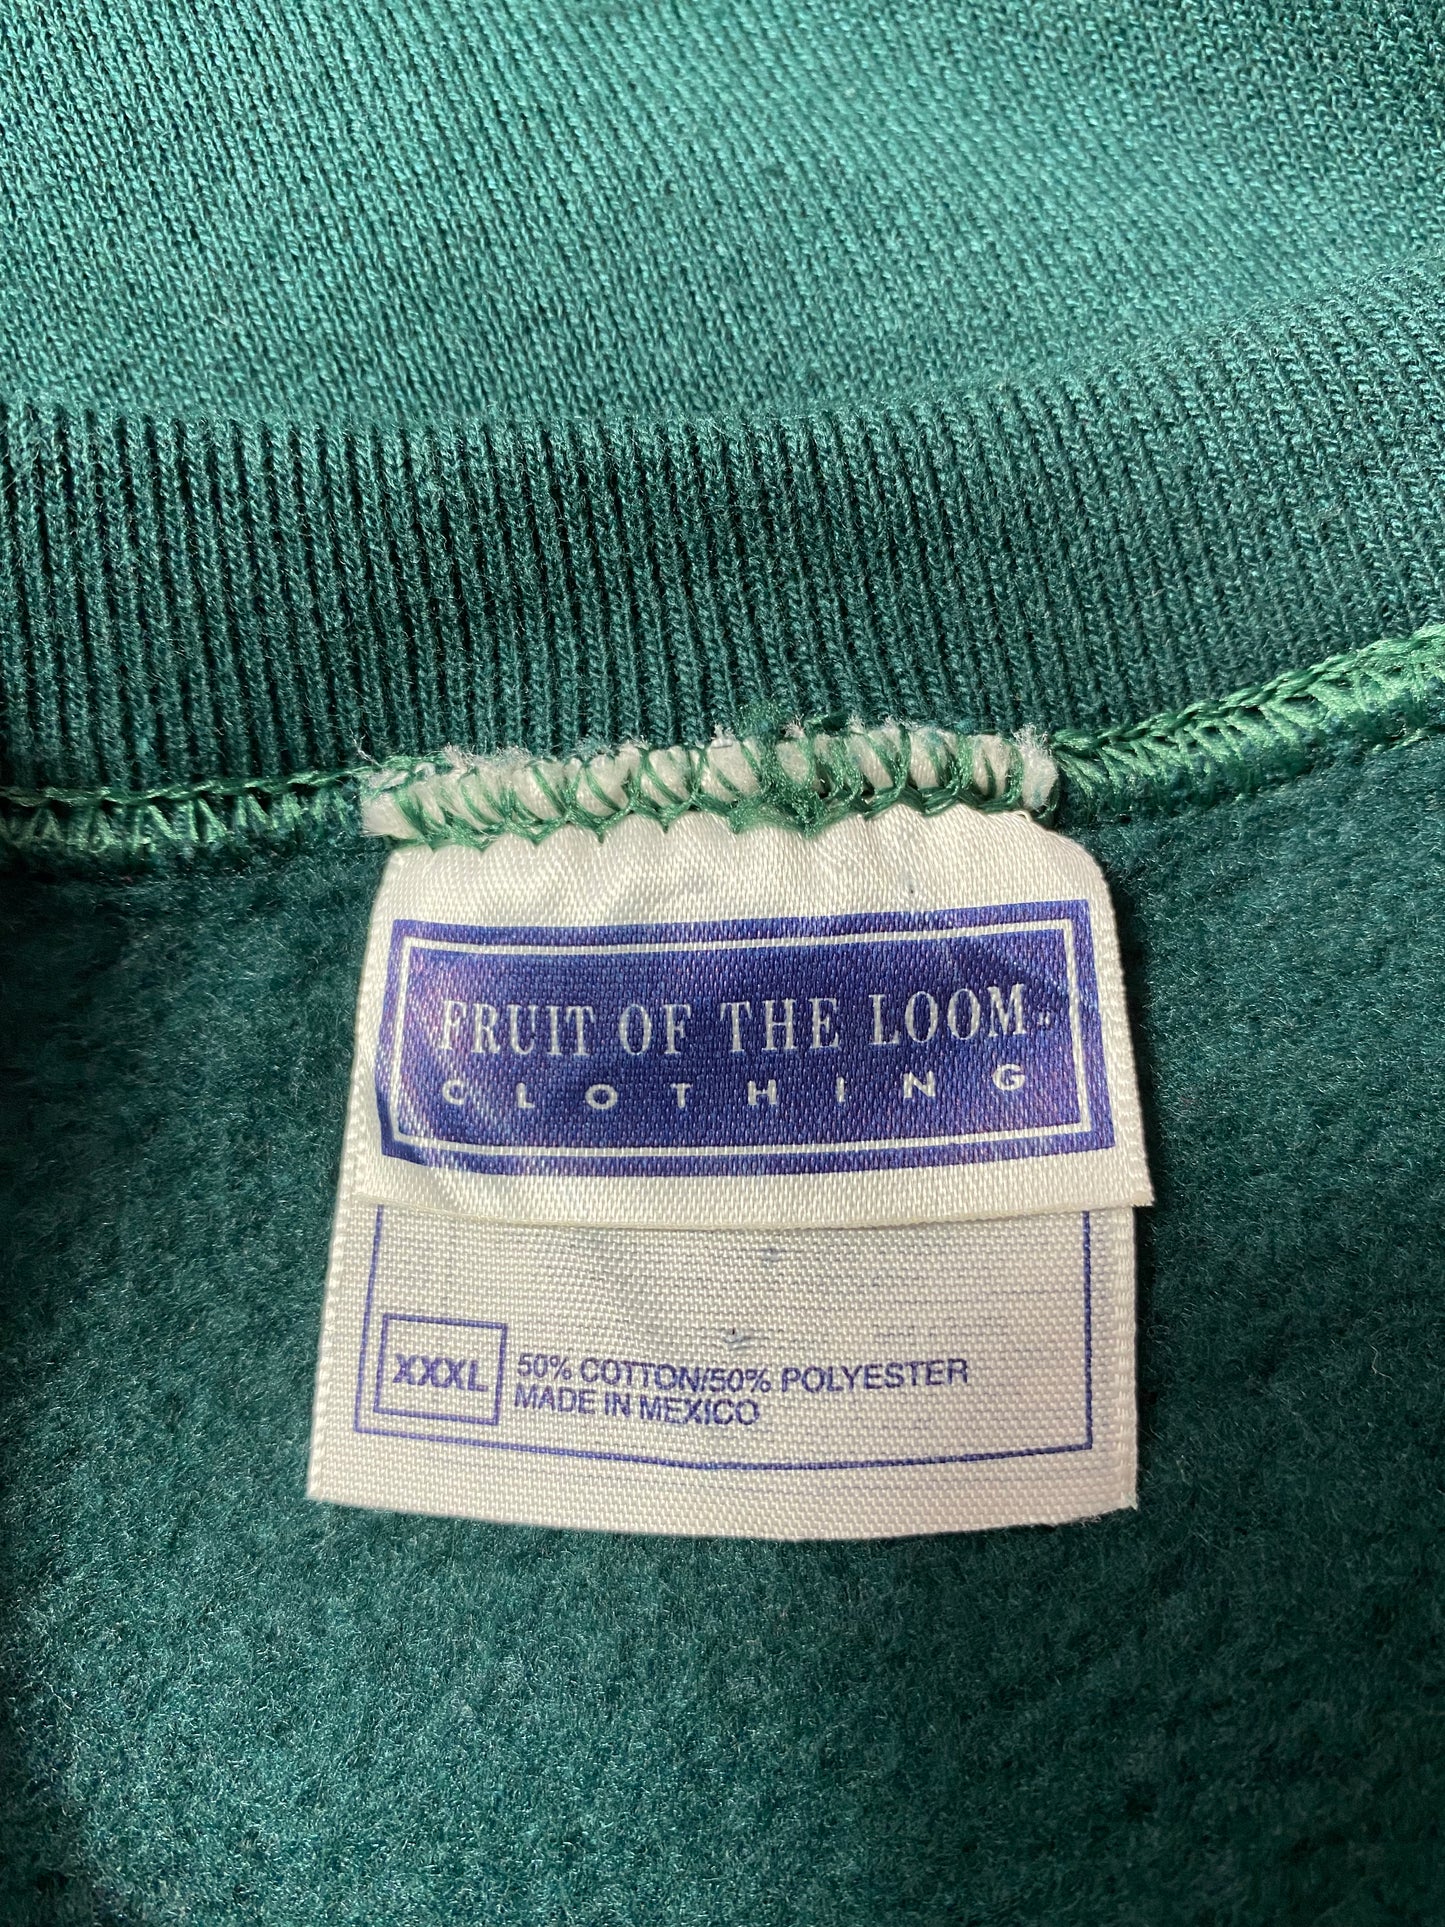 FRUIT OF THE LOOM
CLOTHING
XXXL
50% COTTON/50% POLYESTER
MADE IN MEXICO